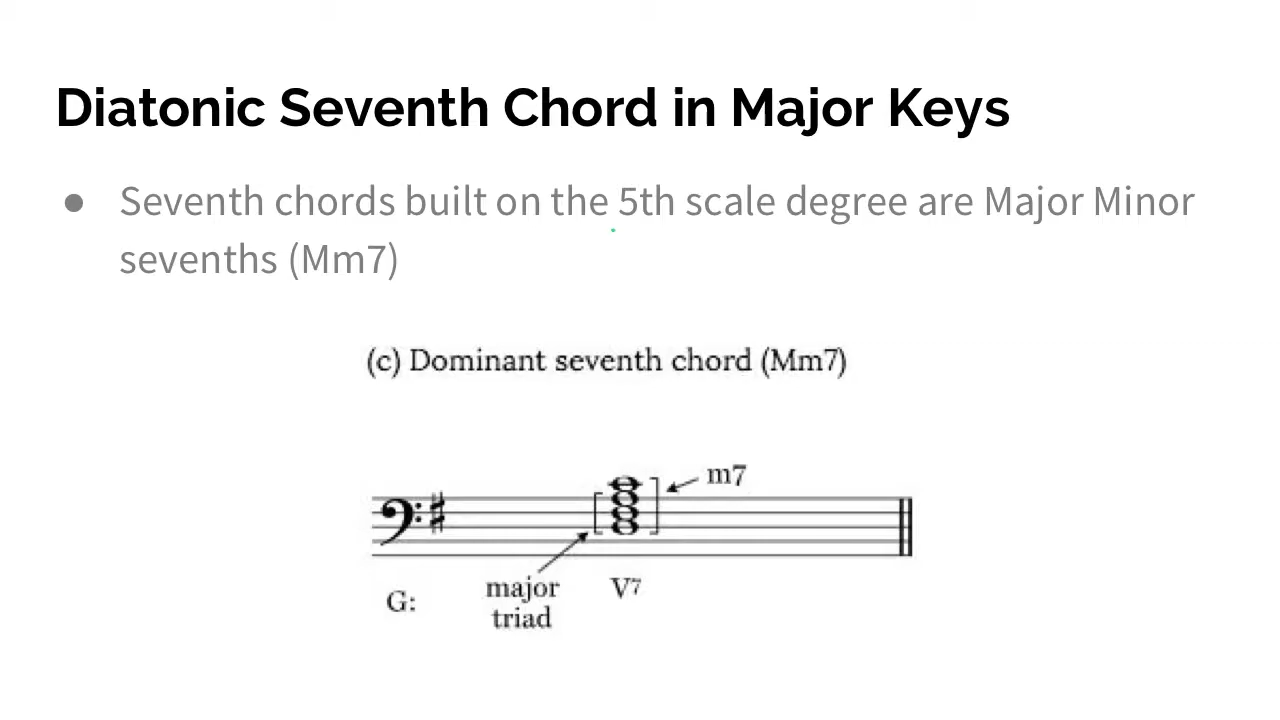 Diatonic Seventh Chord in Major Keys
● Seventh chords built on the 5th scale degree are Major Minor
sevenths (Mm7)
(c) Dominant seventh chord (Mm7)
m7
major
triad
V7
G: